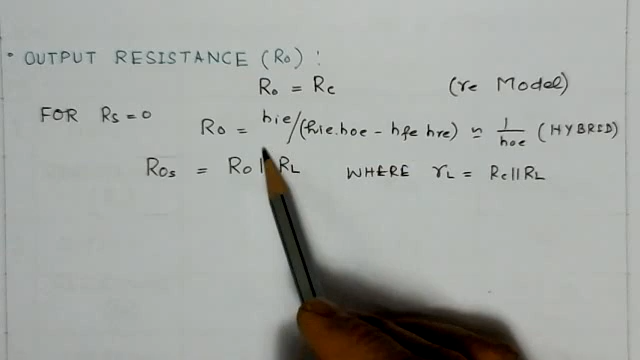 • OUTPUT RESISTANCE (Ro) :
Ro = Rc (re Model)
FOR Rs=0
Ro = hie/(hie.hoe - hfe hre) ≈ 1/hoe (HYBRID)
Ros = Ro || RL WHERE rL = Rc||RL